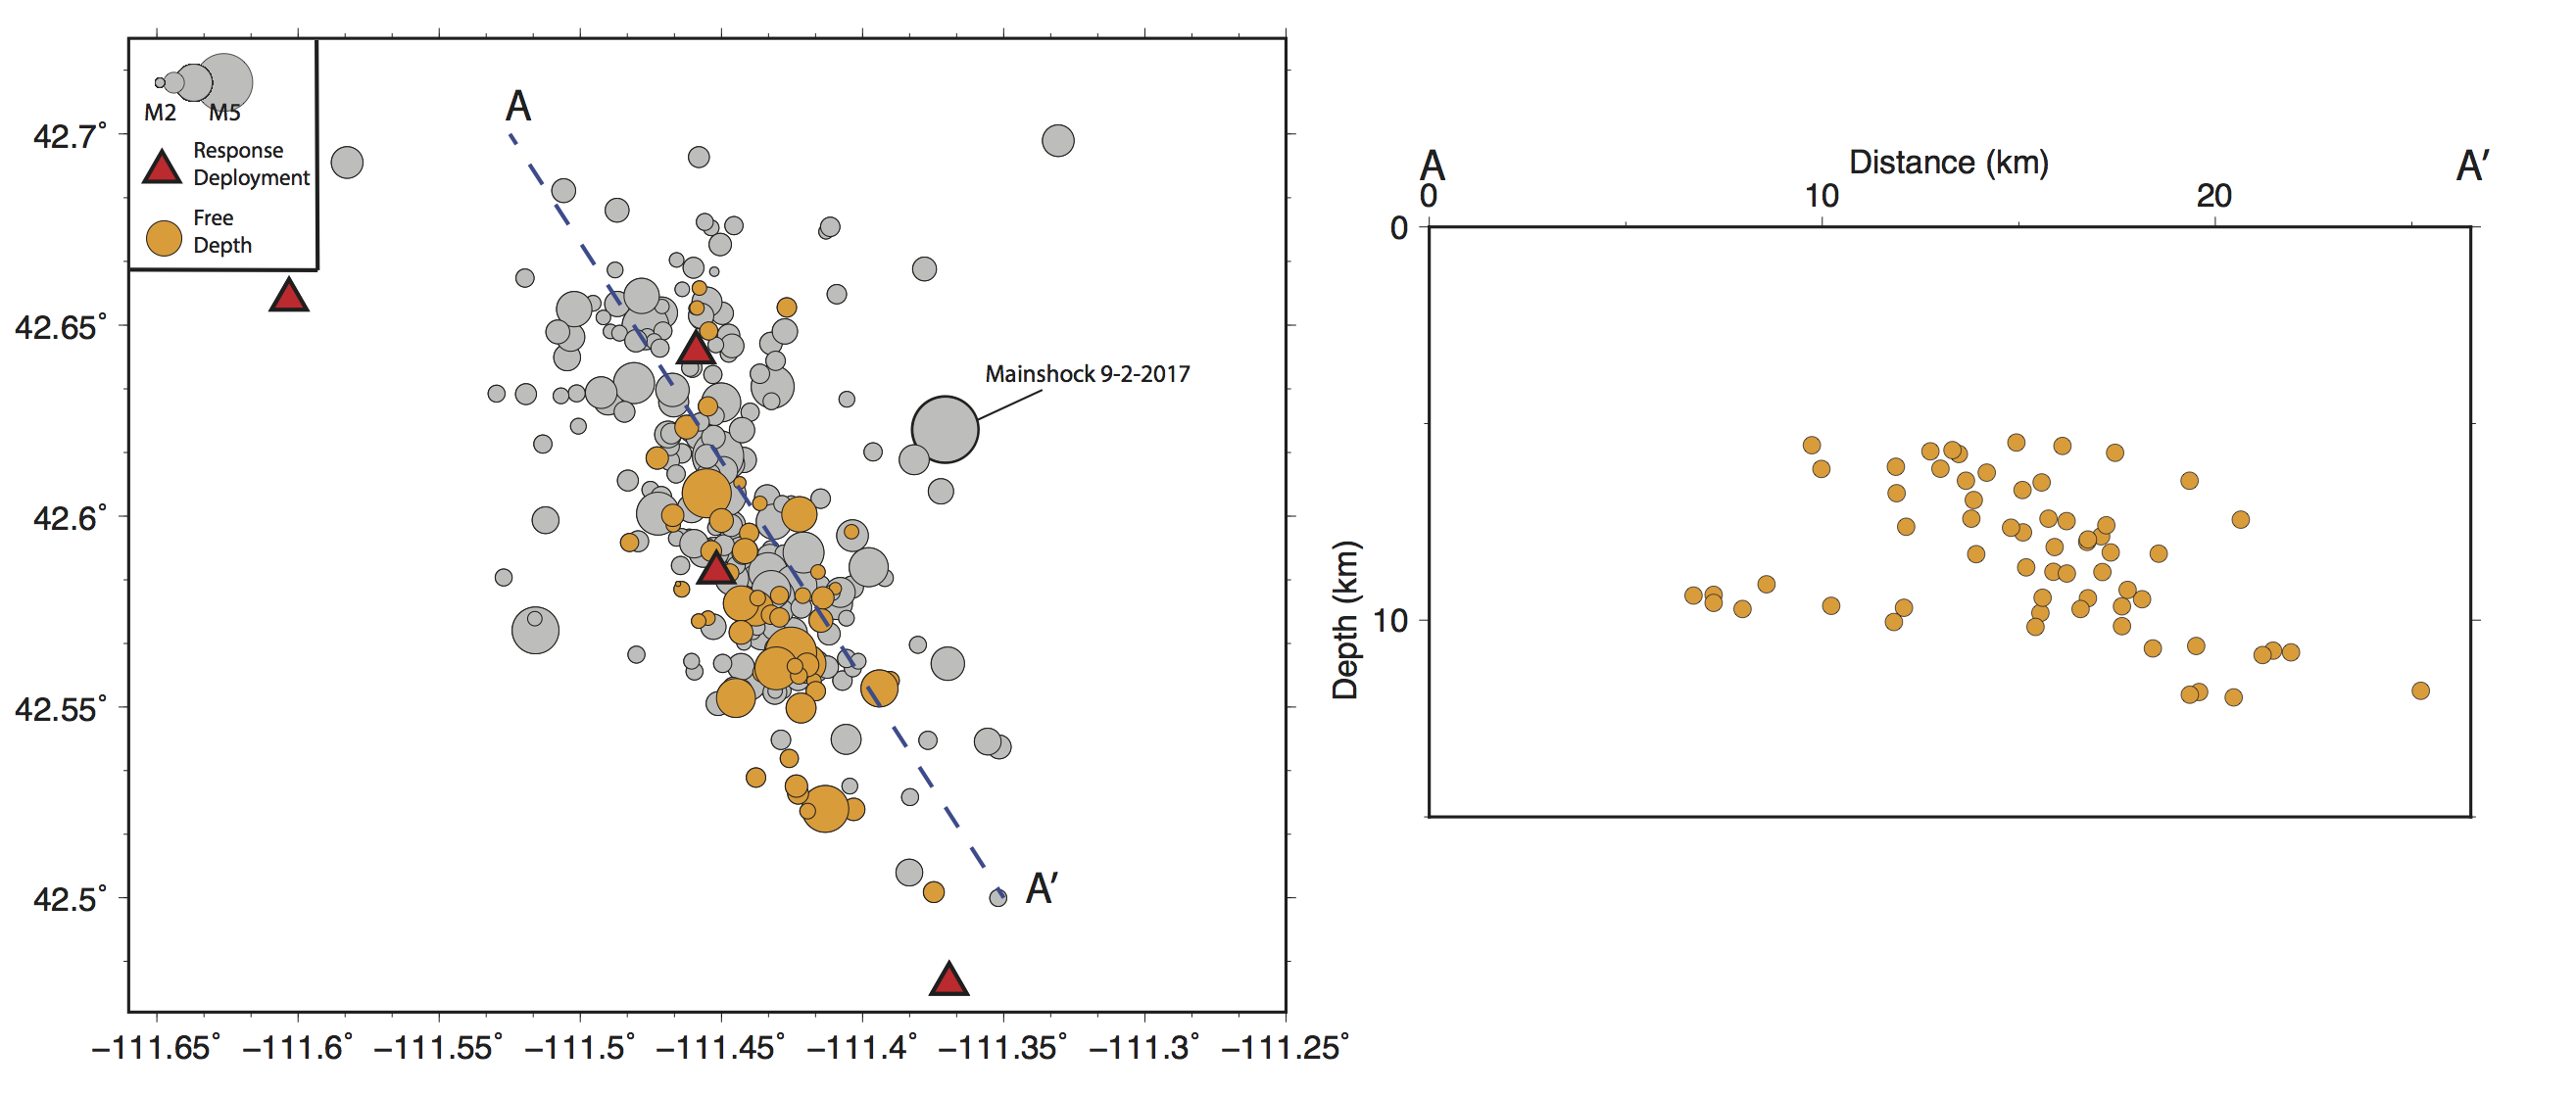 M2 M5
Response
Deployment
Free
Depth
A
Mainshock 9-2-2017
A′
42.7°
42.65°
42.6°
42.55°
42.5°
−111.65° −111.6° −111.55° −111.5° −111.45° −111.4° −111.35° −111.3° −111.25°
A Distance (km) A′
0 10 20
0
10
Depth (km)